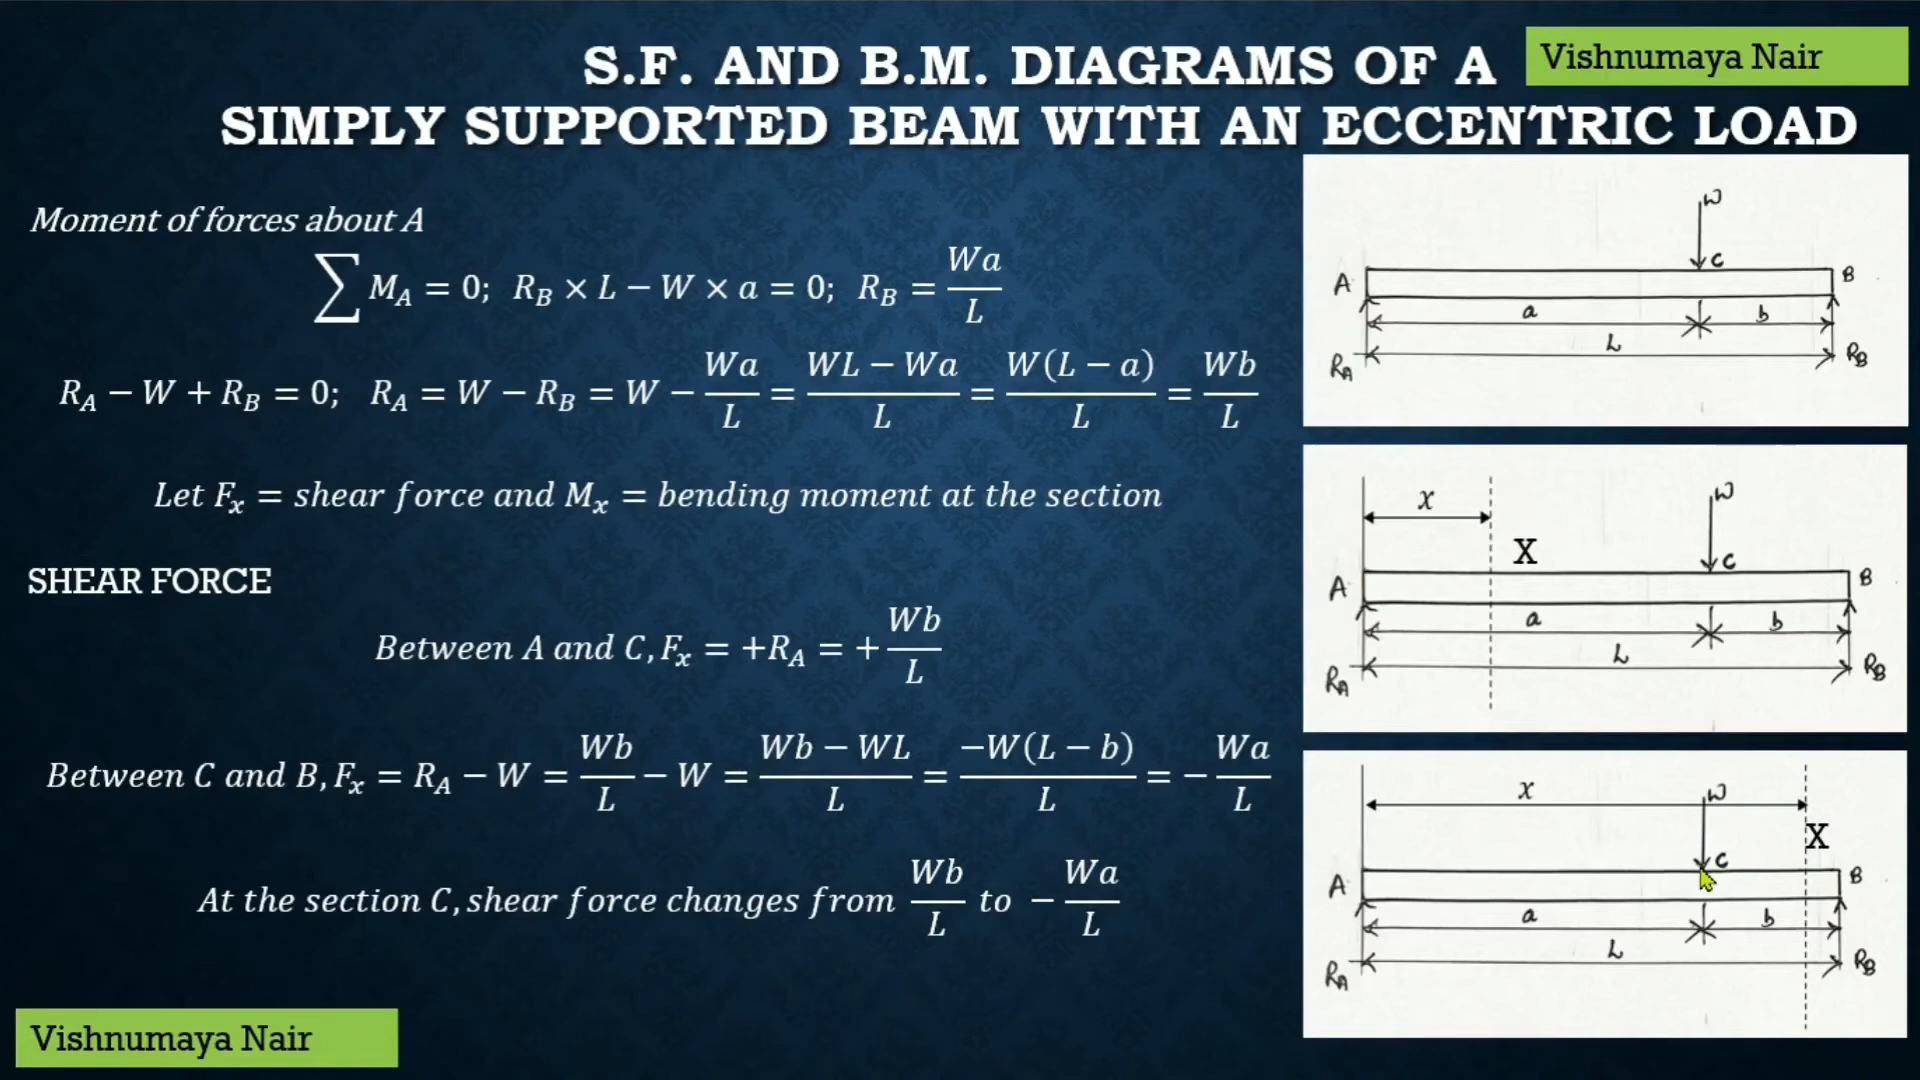 S.F. AND B.M. DIAGRAMS OF A
Vishnumaya Nair
SIMPLY SUPPORTED BEAM WITH AN ECCENTRIC LOAD
Moment of forces about A
∑ M_A = 0; R_B × L − W × a = 0; R_B = Wa/L
R_A − W + R_B = 0; R_A = W − R_B = W − Wa/L = (WL − Wa)/L = W(L − a)/L = Wb/L
Let F_x = shear force and M_x = bending moment at the section
SHEAR FORCE
Between A and C, F_x = +R_A = + Wb/L
Between C and B, F_x = R_A − W = Wb/L − W = (Wb − WL)/L = −W(L − b)/L = − Wa/L
At the section C, shear force changes from Wb/L to − Wa/L
Vishnumaya Nair
W
C
A B
a b
L
R_A R_B
x
W
X
C
A B
a b
L
R_A R_B
x
W
X
C
A B
a b
L
R_A R_B